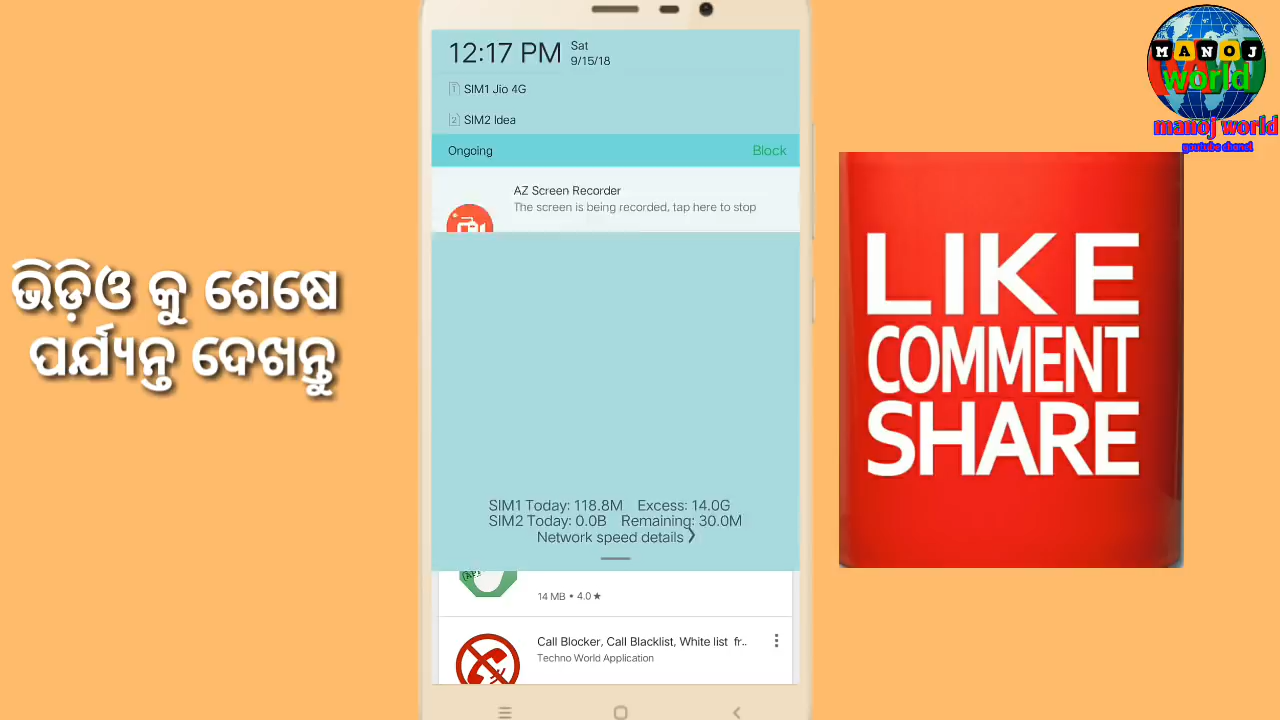 MANOJ
world
manoj world
youtube chanel
12:17 PM Sat
9/15/18
SIM1 Jio 4G
SIM2 Idea
Ongoing Block
AZ Screen Recorder
The screen is being recorded, tap here to stop
ଭିଡ଼ିଓ କୁ ଶେଷେ
ପର୍ଯ୍ୟନ୍ତ ଦେଖନ୍ତୁ
LIKE
COMMENT
SHARE
SIM1 Today: 118.8M Excess: 14.0G
SIM2 Today: 0.0B Remaining: 30.0M
Network speed details
14 MB • 4.0★
Call Blocker, Call Blacklist, White list fr..
Techno World Application